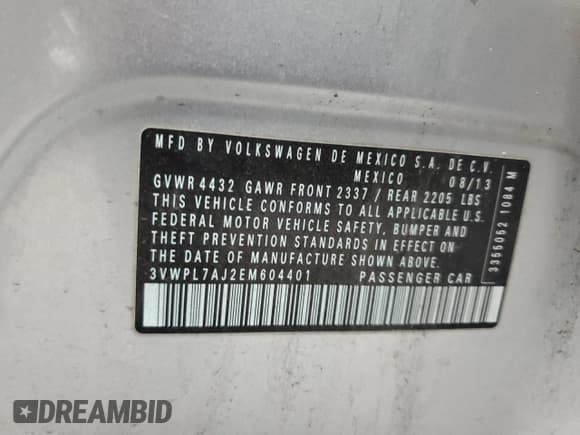 MFD BY VOLKSWAGEN DE MEXICO S.A. DE C.V.
MEXICO 08/13
GVWR 4432 GAWR FRONT 2337 / REAR 2205 LBS
THIS VEHICLE CONFORMS TO ALL APPLICABLE U.S.
FEDERAL MOTOR VEHICLE SAFETY, BUMPER AND
THEFT PREVENTION STANDARDS IN EFFECT ON
THE DATE OF MANUFACTURE SHOWN ABOVE.
3VWPL7AJ2EM604401 PASSENGER CAR
3355052 1084 M
DREAMBID